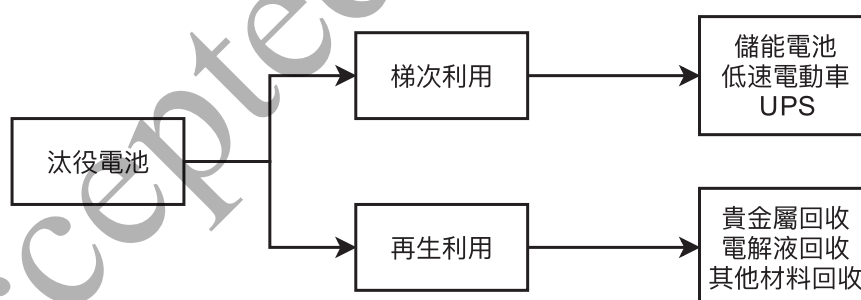 汰役電池
梯次利用
儲能電池
低速電動車
UPS
再生利用
貴金屬回收
電解液回收
其他材料回收